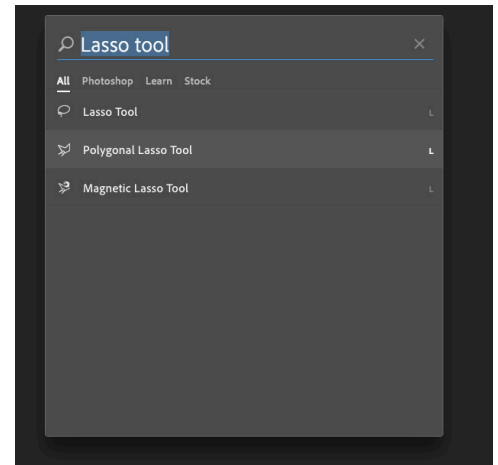 Lasso tool
All Photoshop Learn Stock
Lasso Tool L
Polygonal Lasso Tool L
Magnetic Lasso Tool L